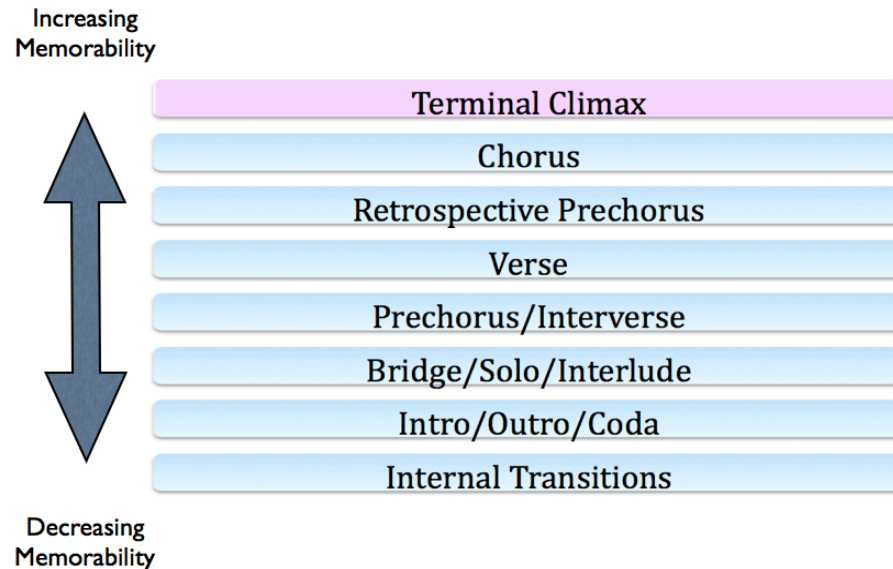 Increasing
Memorability
Terminal Climax
Chorus
Retrospective Prechorus
Verse
Prechorus/Interverse
Bridge/Solo/Interlude
Intro/Outro/Coda
Internal Transitions
Decreasing
Memorability